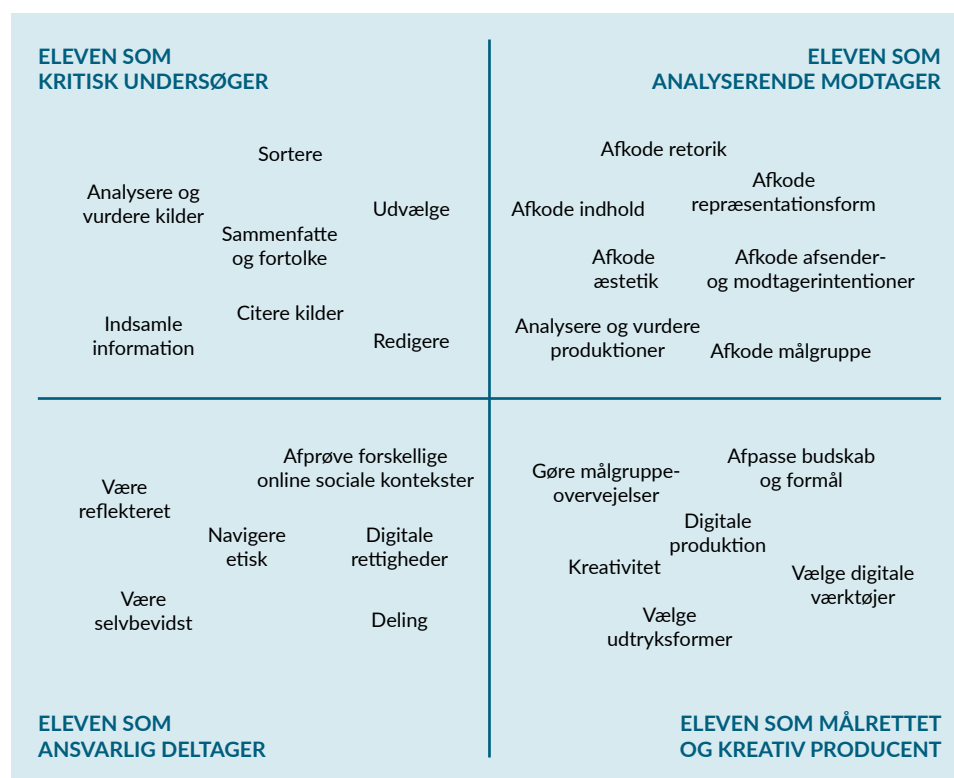 ELEVEN SOM
KRITISK UNDERSØGER
Sortere
Analysere og
vurdere kilder
Udvælge
Sammenfatte
og fortolke
Citere kilder
Indsamle
information
Redigere
ELEVEN SOM
ANALYSERENDE MODTAGER
Afkode retorik
Afkode
repræsentationsform
Afkode indhold
Afkode
æstetik
Afkode afsender-
og modtagerintentioner
Analysere og vurdere
produktioner
Afkode målgruppe
Afprøve forskellige
online sociale kontekster
Være
reflekteret
Navigere
etisk
Digitale
rettigheder
Være
selvbevidst
Deling
ELEVEN SOM
ANSVARLIG DELTAGER
Afpasse budskab
og formål
Gøre målgruppe-
overvejelser
Digitale
produktion
Kreativitet
Vælge digitale
værktøjer
Vælge
udtryksformer
ELEVEN SOM MÅLRETTET
OG KREATIV PRODUCENT